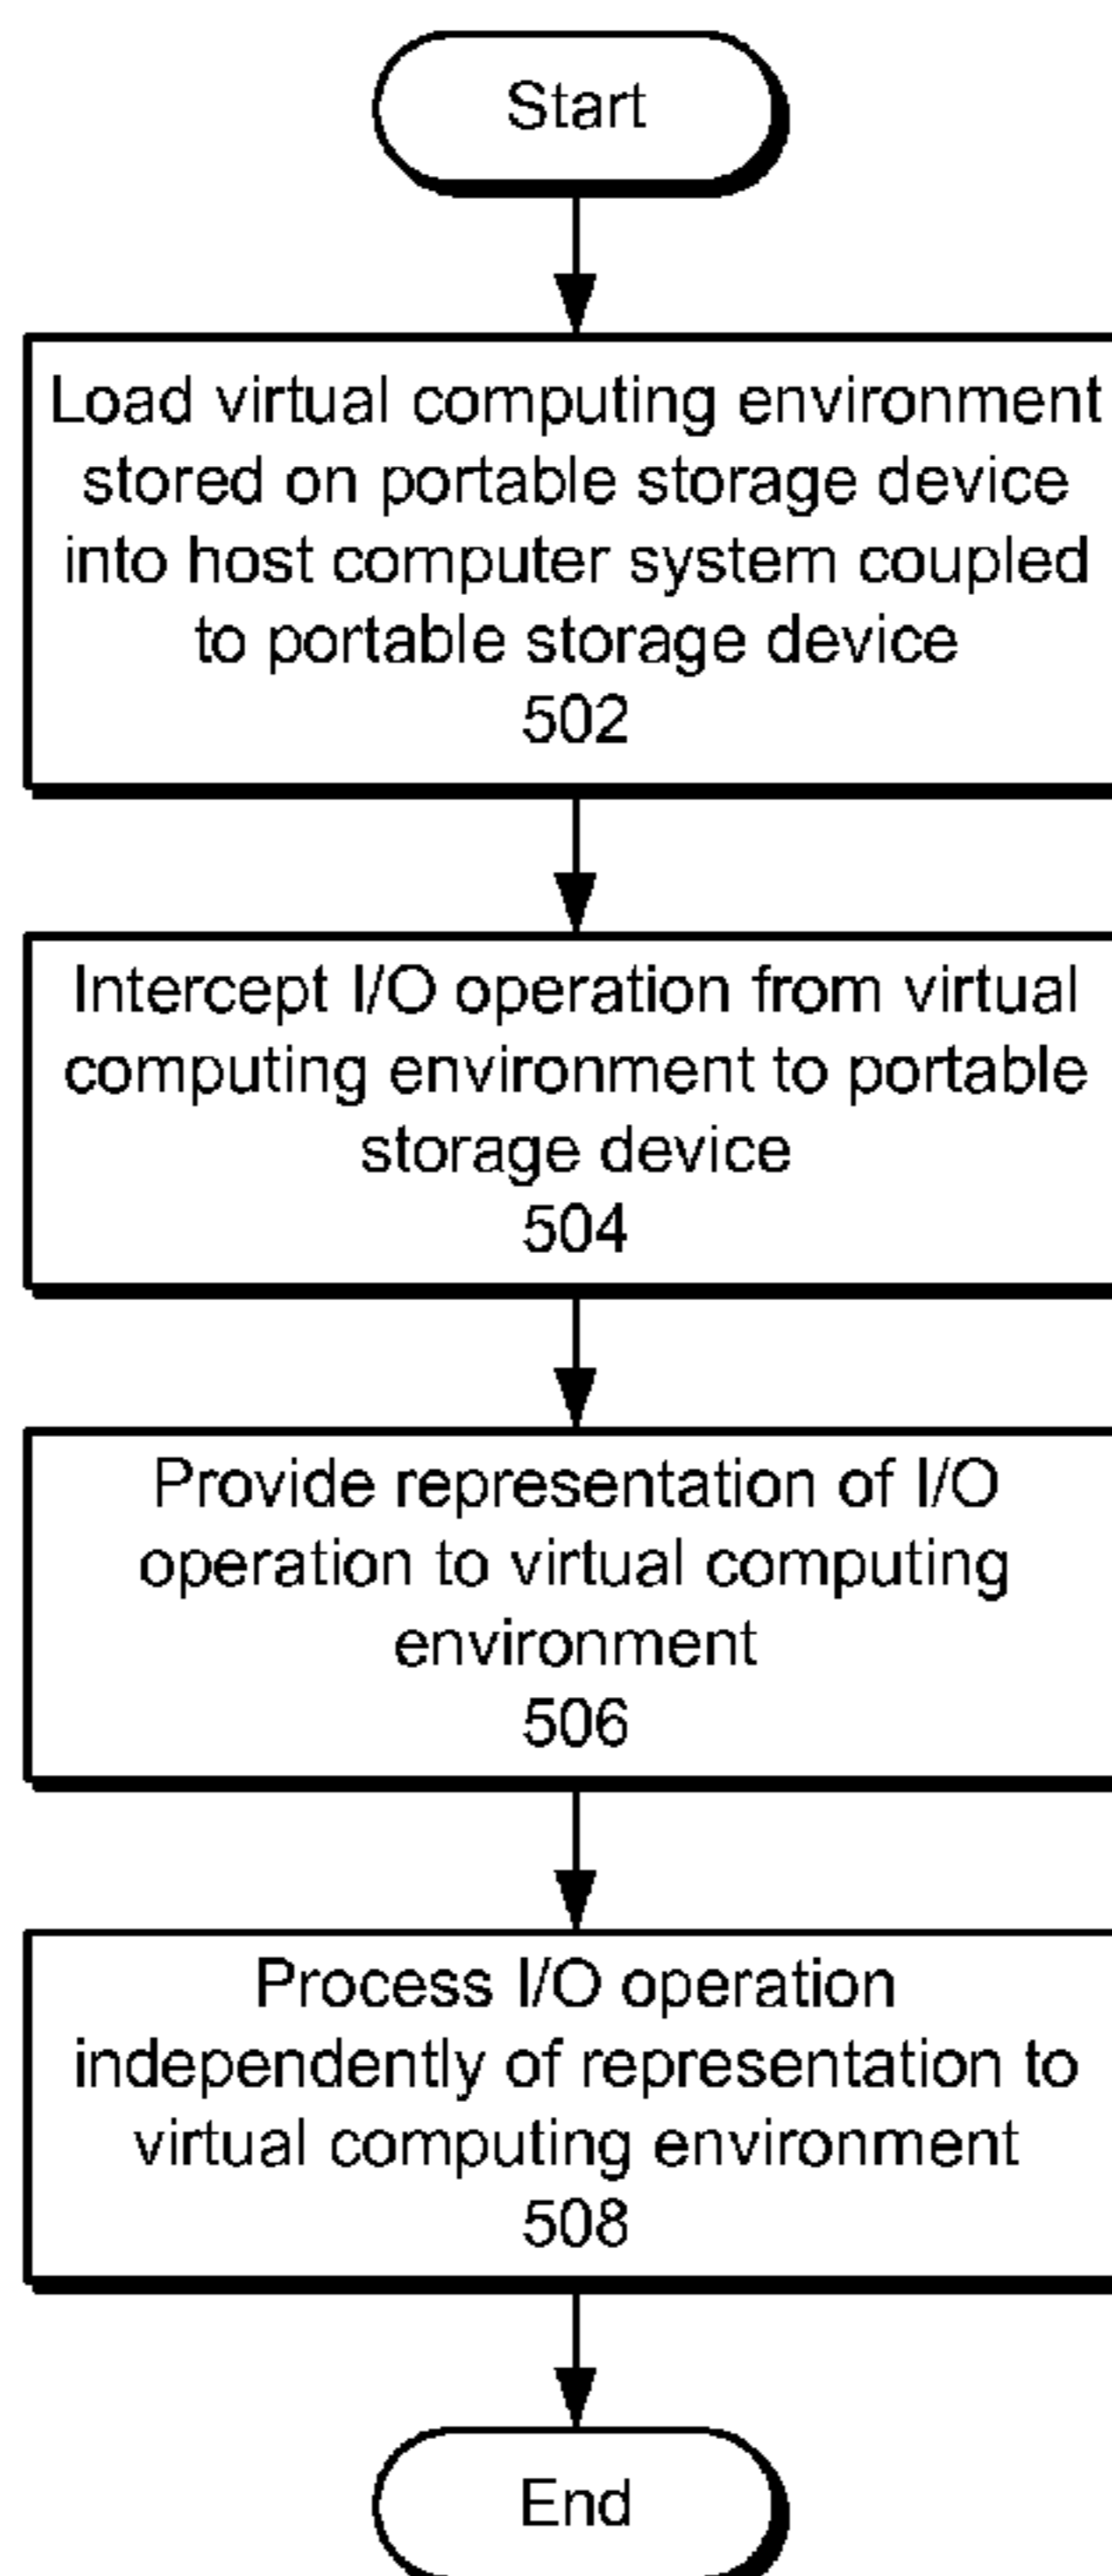 Start
Load virtual computing environment
stored on portable storage device
into host computer system coupled
to portable storage device
502
Intercept I/O operation from virtual
computing environment to portable
storage device
504
Provide representation of I/O
operation to virtual computing
environment
506
Process I/O operation
independently of representation to
virtual computing environment
508
End